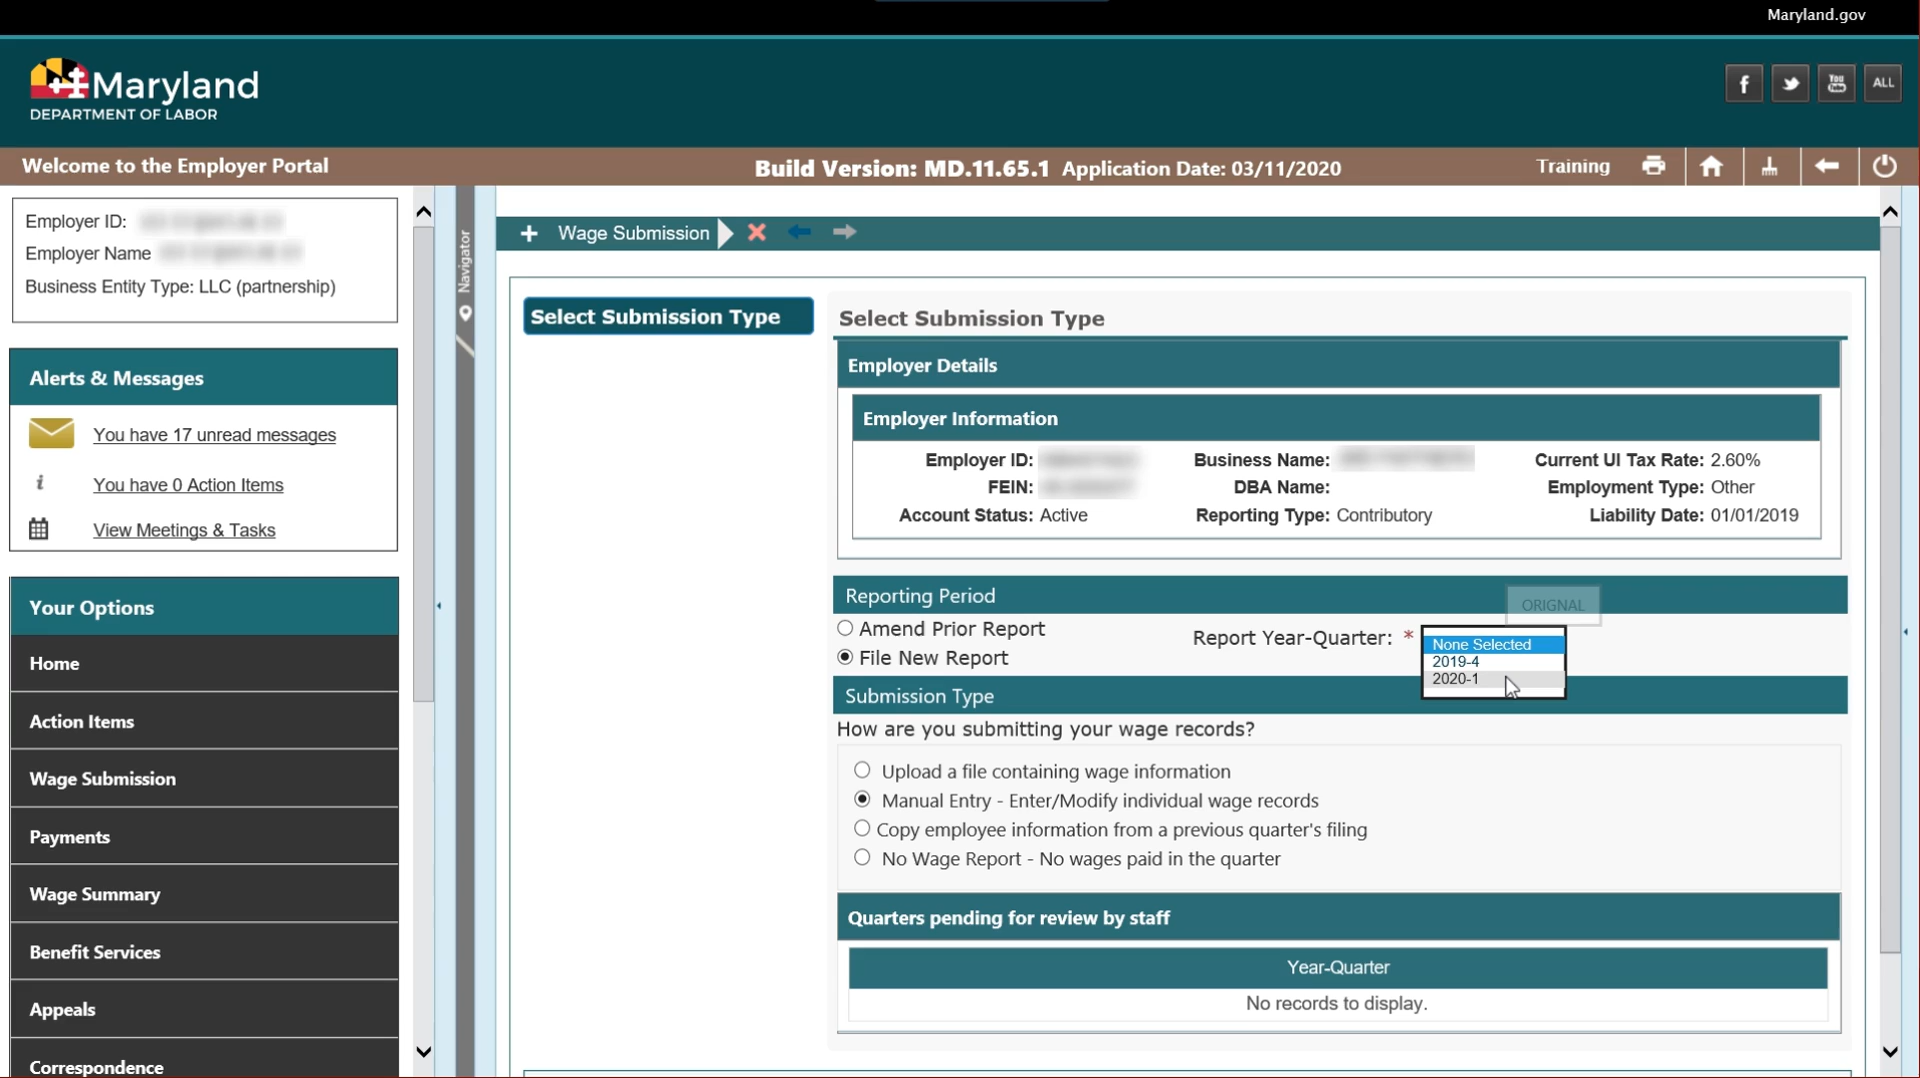 Maryland.gov
Maryland
DEPARTMENT OF LABOR
f You Tube ALL
Welcome to the Employer Portal
Build Version: MD.11.65.1 Application Date: 03/11/2020
Training
Employer ID:
Employer Name
Business Entity Type: LLC (partnership)
Alerts & Messages
You have 17 unread messages
i You have 0 Action Items
View Meetings & Tasks
Your Options
Home
Action Items
Wage Submission
Payments
Wage Summary
Benefit Services
Appeals
Correspondence
Navigator
+ Wage Submission
Select Submission Type
Select Submission Type
Employer Details
Employer Information
Employer ID: Business Name: Current UI Tax Rate: 2.60%
FEIN: DBA Name: Employment Type: Other
Account Status: Active Reporting Type: Contributory Liability Date: 01/01/2019
Reporting Period
ORIGNAL
Amend Prior Report
File New Report
Report Year-Quarter: *
None Selected
2019-4
2020-1
Submission Type
How are you submitting your wage records?
Upload a file containing wage information
Manual Entry - Enter/Modify individual wage records
Copy employee information from a previous quarter's filing
No Wage Report - No wages paid in the quarter
Quarters pending for review by staff
Year-Quarter
No records to display.